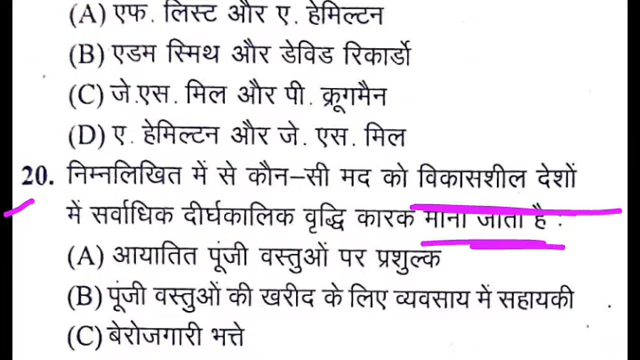 (A) एफ. लिस्ट और ए. हेमिल्टन
(B) एडम स्मिथ और डेविड रिकार्डो
(C) जे.एस. मिल और पी. क्रूगमैन
(D) ए. हेमिल्टन और जे. एस. मिल
20. निम्नलिखित में से कौन-सी मद को विकासशील देशों
में सर्वाधिक दीर्घकालिक वृद्धि कारक माना जाता है :
(A) आयातित पूंजी वस्तुओं पर प्रशुल्क
(B) पूंजी वस्तुओं की खरीद के लिए व्यवसाय में सहायकी
(C) बेरोजगारी भत्ते